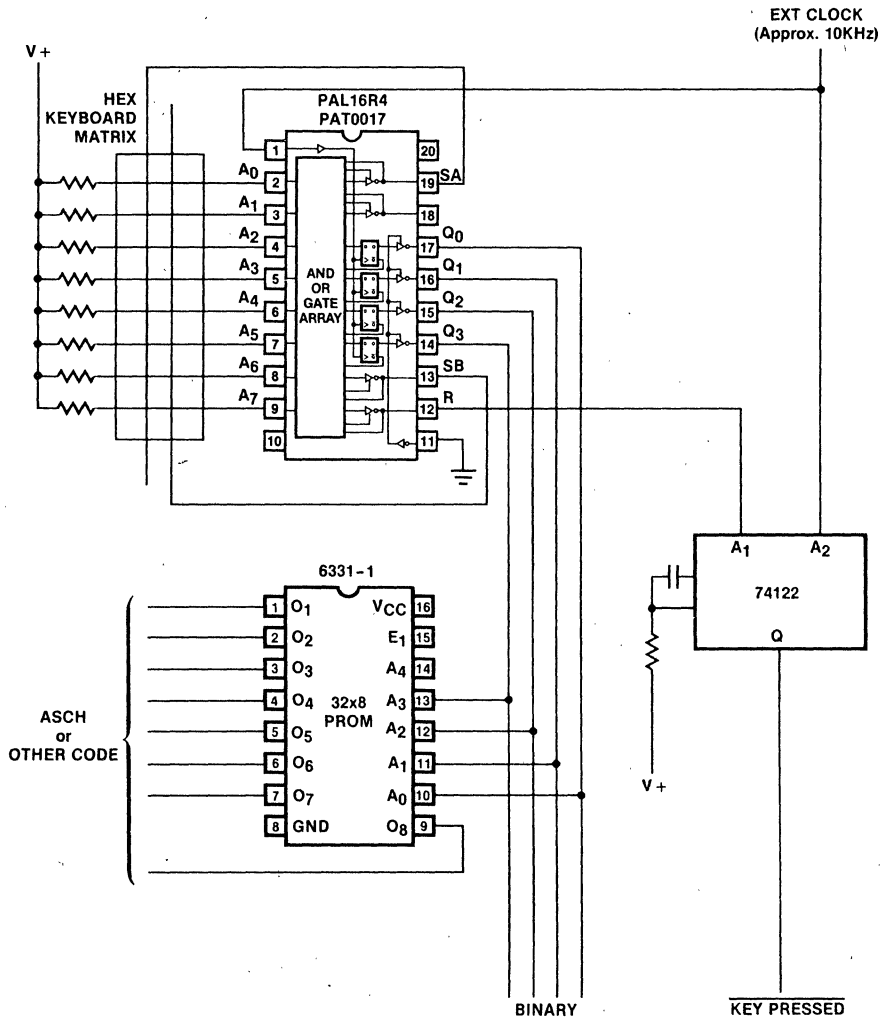 EXT CLOCK
(Approx. 10KHz)
V+
HEX
KEYBOARD
MATRIX
PAL16R4
PAT0017
1
20
A0
2
19
SA
A1
3
18
A2
4
17
Q0
A3
5
16
Q1
A4
6
15
Q2
A5
7
14
Q3
A6
8
13
SB
A7
9
12
R
10
11
AND
OR
GATE
ARRAY
A1
A2
74122
Q
V+
6331-1
1 O1
VCC 16
2 O2
E1 15
3 O3
A4 14
4 O4
A3 13
5 O5
A2 12
6 O6
A1 11
7 O7
A0 10
8 GND
O8 9
32x8
PROM
ASCH
or
OTHER CODE
BINARY
KEY PRESSED